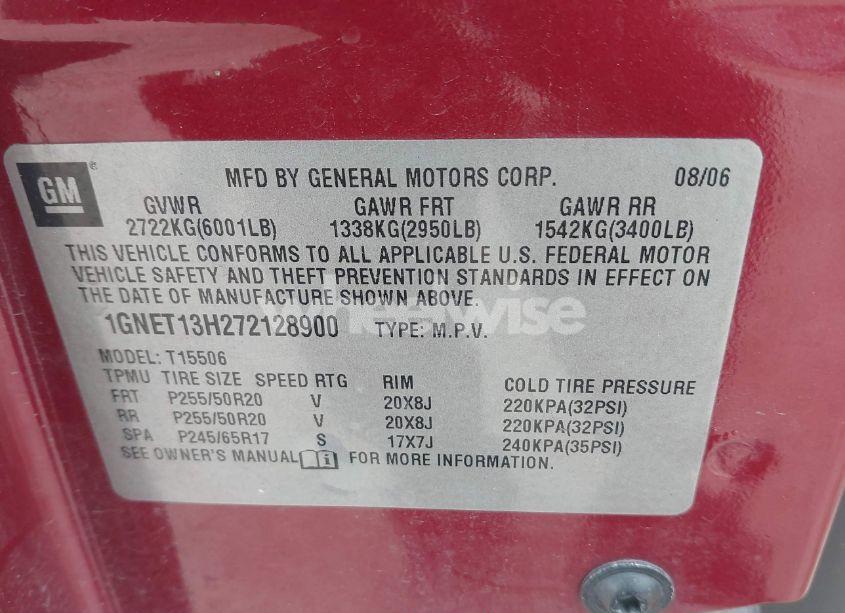 GM
MFD BY GENERAL MOTORS CORP. 08/06
GVWR GAWR FRT GAWR RR
2722KG(6001LB) 1338KG(2950LB) 1542KG(3400LB)
THIS VEHICLE CONFORMS TO ALL APPLICABLE U.S. FEDERAL MOTOR
VEHICLE SAFETY AND THEFT PREVENTION STANDARDS IN EFFECT ON
THE DATE OF MANUFACTURE SHOWN ABOVE.
1GNET13H272128900 TYPE: M.P.V.
MODEL: T15506
TPMU TIRE SIZE SPEED RTG RIM COLD TIRE PRESSURE
FRT P255/50R20 V 20X8J 220KPA(32PSI)
RR P255/50R20 V 20X8J 220KPA(32PSI)
SPA P245/65R17 S 17X7J 240KPA(35PSI)
SEE OWNER'S MANUAL FOR MORE INFORMATION.